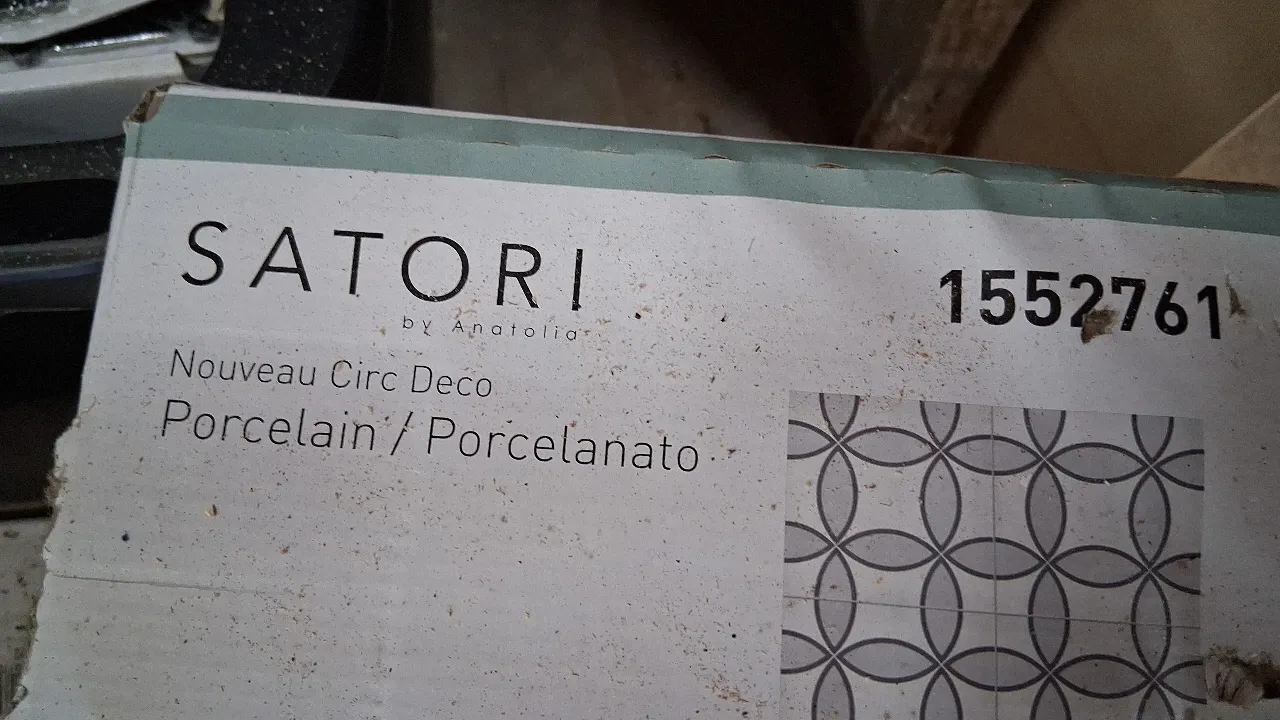 SATORI
by Anatolia
1552761
Nouveau Circ Deco
Porcelain / Porcelanato